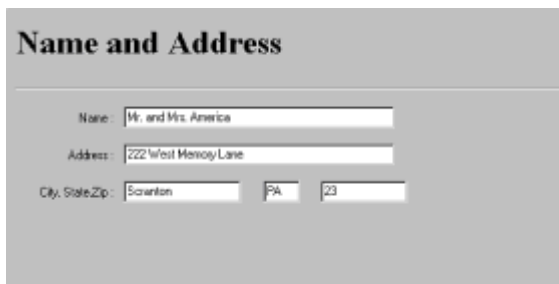 Name and Address
Name : Mr. and Mrs. America
Address : 222 West Memory Lane
City, State,Zip : Scranton PA 23